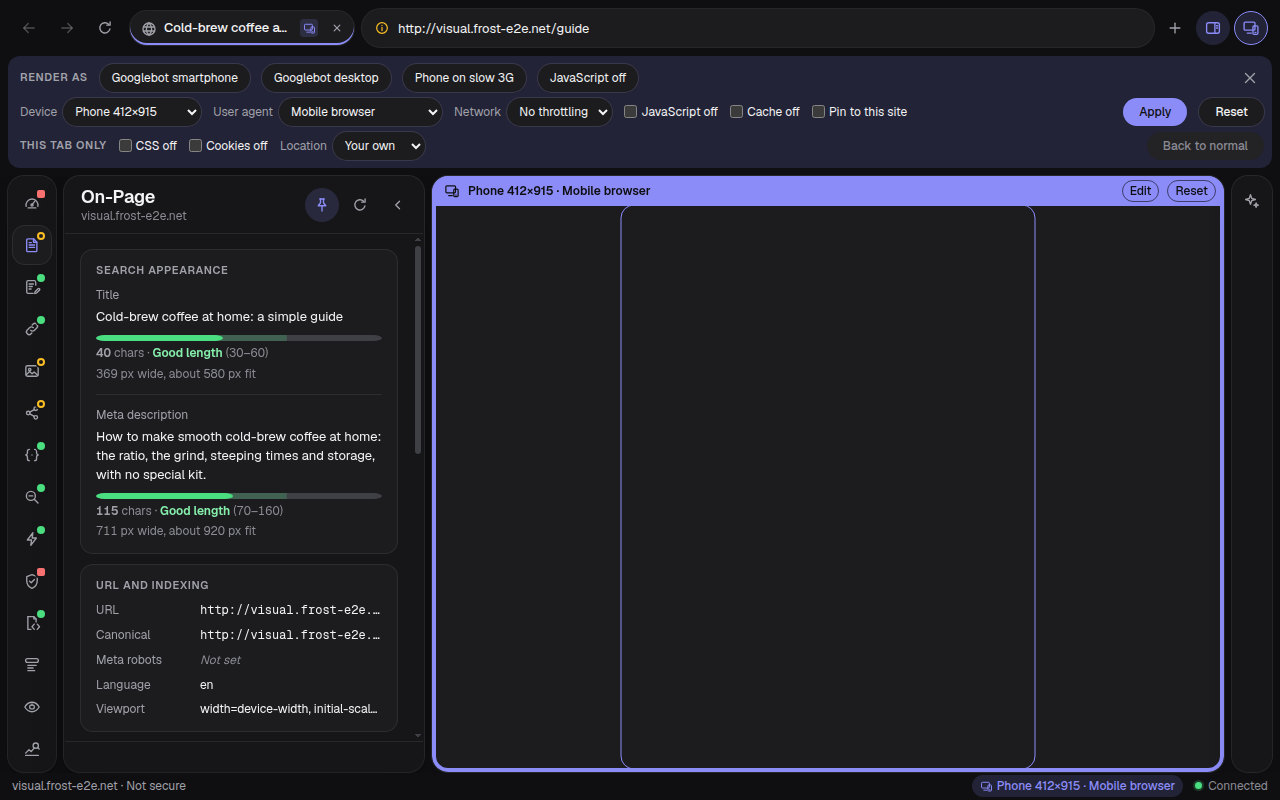 Cold-brew coffee a...
http://visual.frost-e2e.net/guide
RENDER AS
Googlebot smartphone
Googlebot desktop
Phone on slow 3G
JavaScript off
Device
Phone 412×915
User agent
Mobile browser
Network
No throttling
JavaScript off
Cache off
Pin to this site
Apply
Reset
THIS TAB ONLY
CSS off
Cookies off
Location
Your own
Back to normal
On-Page
visual.frost-e2e.net
Phone 412×915 · Mobile browser
Edit
Reset
SEARCH APPEARANCE
Title
Cold-brew coffee at home: a simple guide
40 chars · Good length (30–60)
369 px wide, about 580 px fit
Meta description
How to make smooth cold-brew coffee at home:
the ratio, the grind, steeping times and storage,
with no special kit.
115 chars · Good length (70–160)
711 px wide, about 920 px fit
URL AND INDEXING
URL
http://visual.frost-e2e.…
Canonical
http://visual.frost-e2e.…
Meta robots
Not set
Language
en
Viewport
width=device-width, initial-scal…
visual.frost-e2e.net · Not secure
Phone 412×915 · Mobile browser
Connected